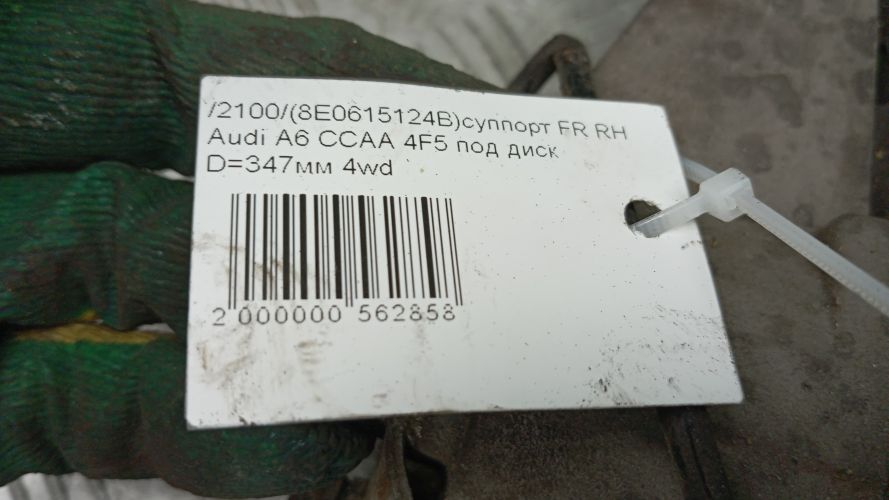 /2100/(8E0615124B)суппорт FR RH
Audi A6 CCAA 4F5 под диск
D=347мм 4wd
2 000000 562858